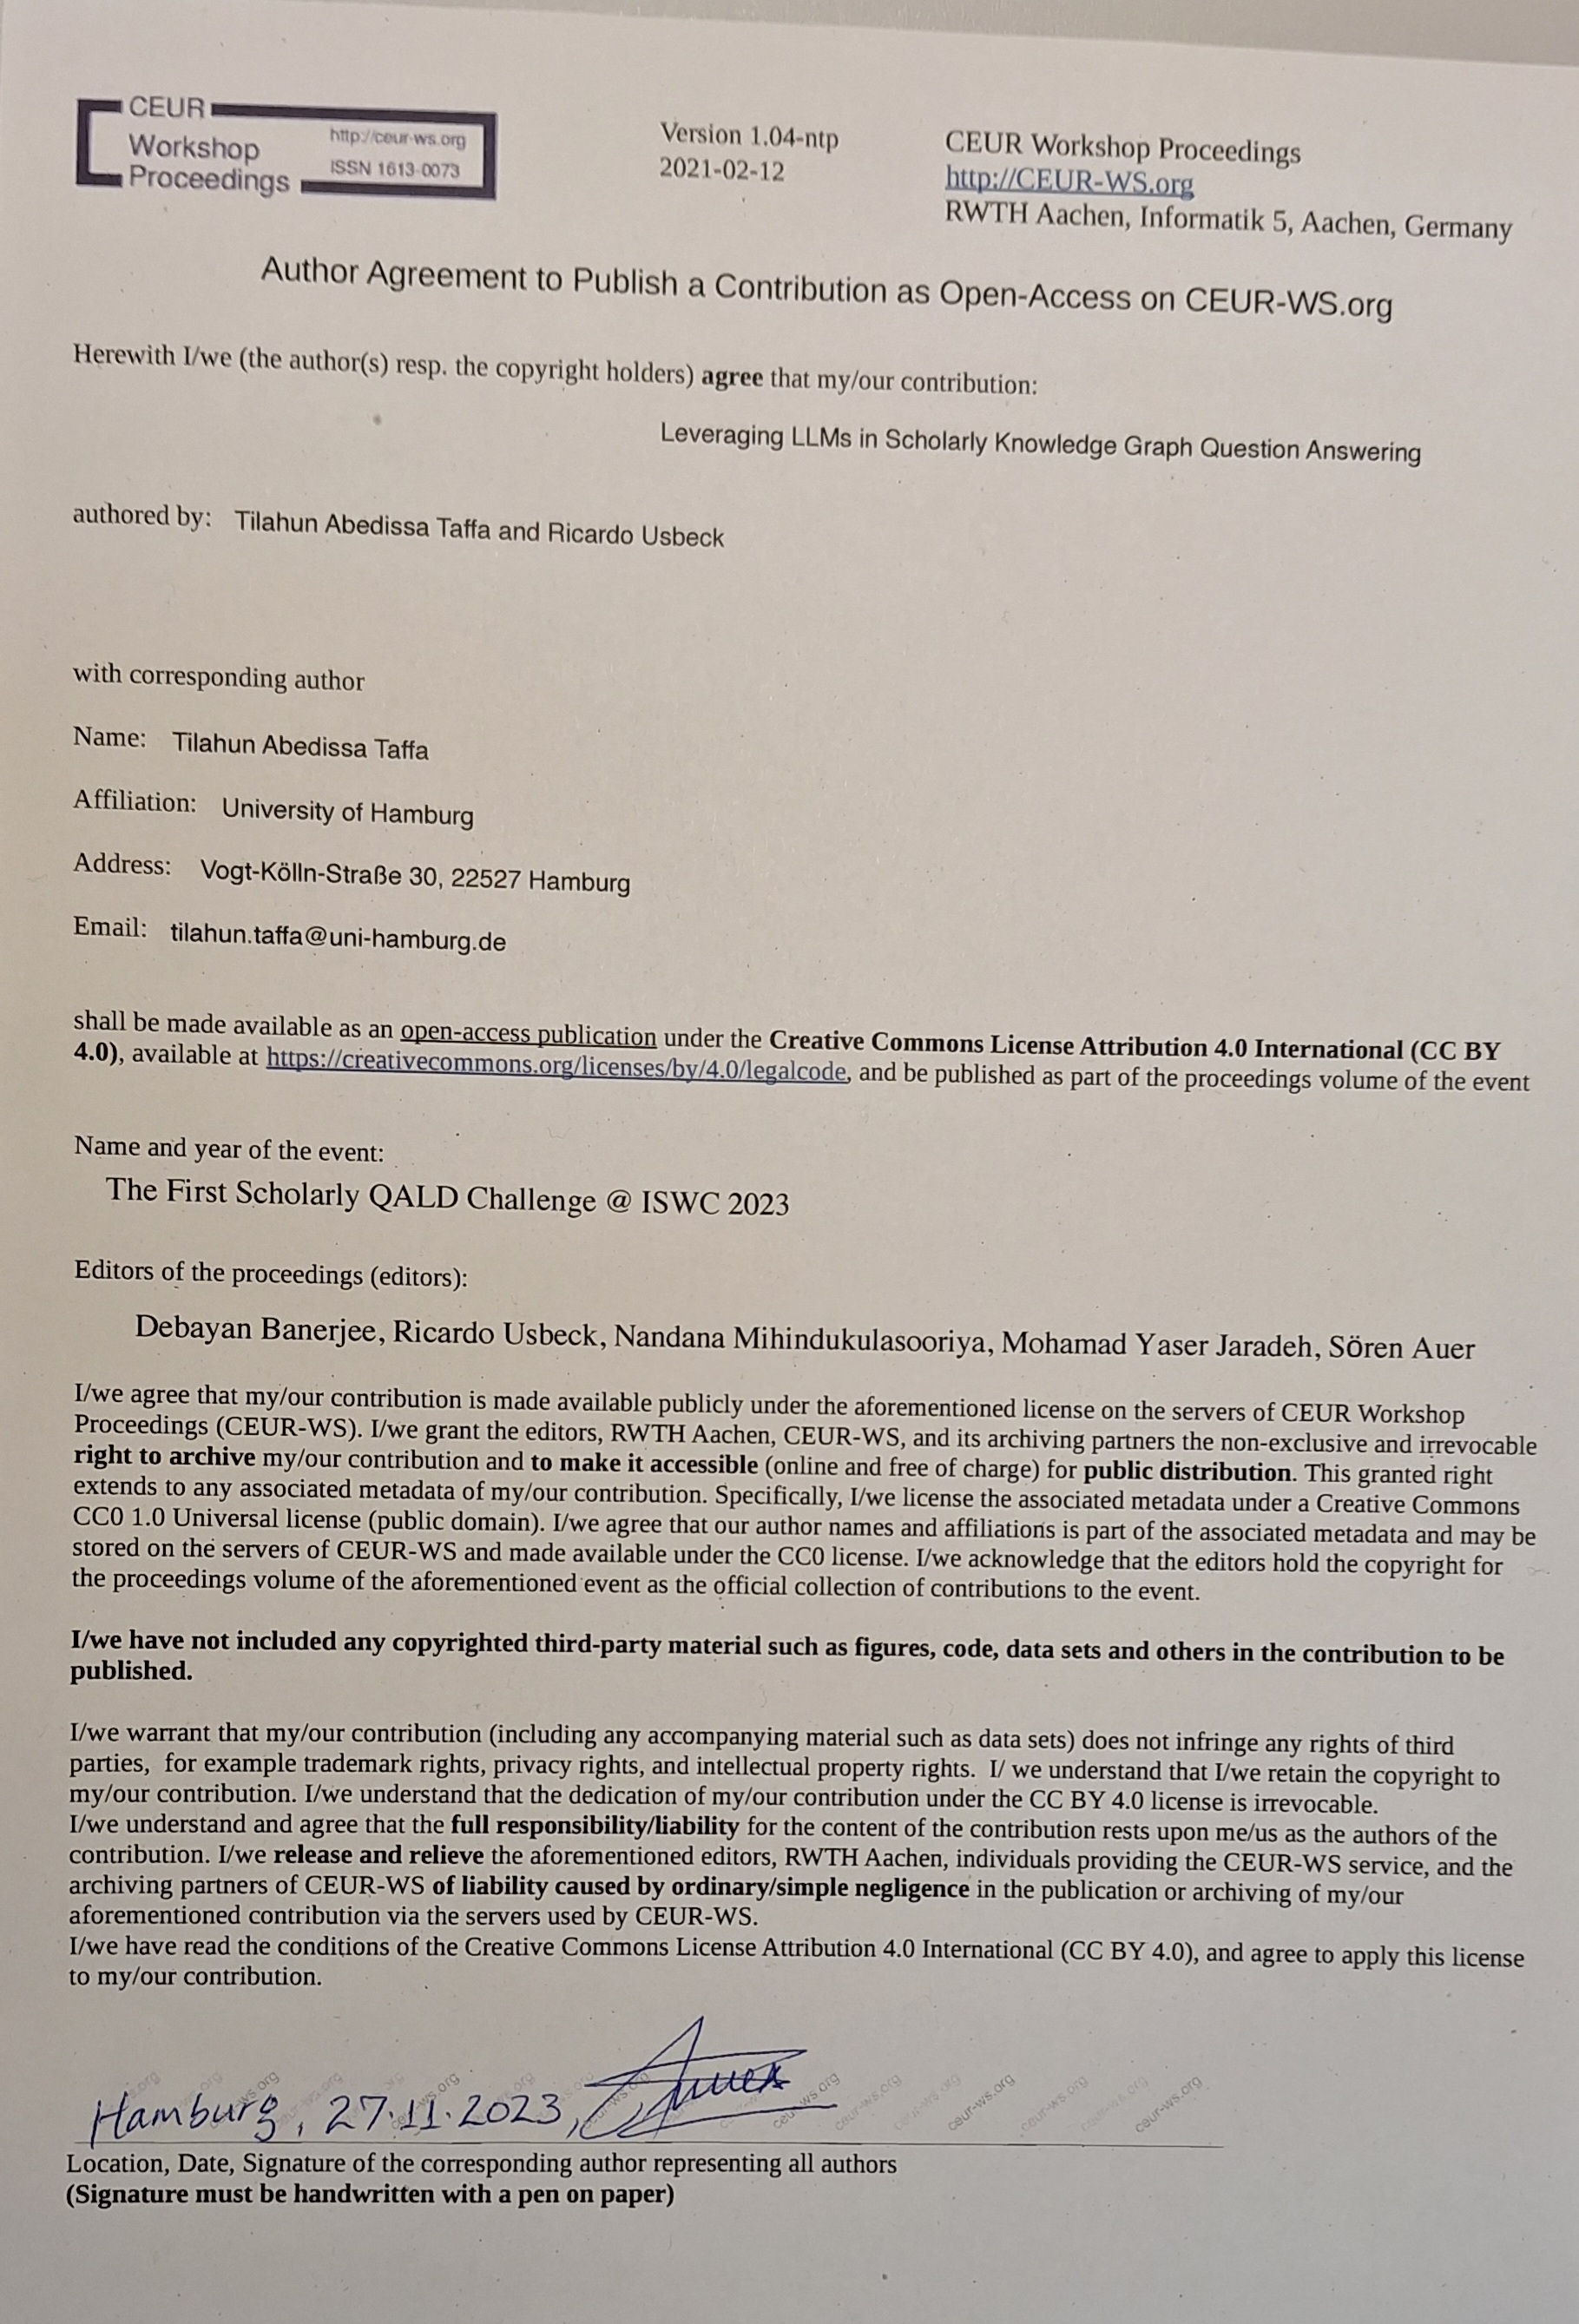 CEUR
Workshop
Proceedings
http://ceur-ws.org
ISSN 1613-0073
Version 1.04-ntp
2021-02-12
CEUR Workshop Proceedings
http://CEUR-WS.org
RWTH Aachen, Informatik 5, Aachen, Germany
Author Agreement to Publish a Contribution as Open-Access on CEUR-WS.org
Herewith I/we (the author(s) resp. the copyright holders) agree that my/our contribution:
Leveraging LLMs in Scholarly Knowledge Graph Question Answering
authored by: Tilahun Abedissa Taffa and Ricardo Usbeck
with corresponding author
Name: Tilahun Abedissa Taffa
Affiliation: University of Hamburg
Address: Vogt-Kölln-Straße 30, 22527 Hamburg
Email: tilahun.taffa@uni-hamburg.de
shall be made available as an open-access publication under the Creative Commons License Attribution 4.0 International (CC BY
4.0), available at https://creativecommons.org/licenses/by/4.0/legalcode, and be published as part of the proceedings volume of the event
Name and year of the event:
The First Scholarly QALD Challenge @ ISWC 2023
Editors of the proceedings (editors):
Debayan Banerjee, Ricardo Usbeck, Nandana Mihindukulasooriya, Mohamad Yaser Jaradeh, Sören Auer
I/we agree that my/our contribution is made available publicly under the aforementioned license on the servers of CEUR Workshop
Proceedings (CEUR-WS). I/we grant the editors, RWTH Aachen, CEUR-WS, and its archiving partners the non-exclusive and irrevocable
right to archive my/our contribution and to make it accessible (online and free of charge) for public distribution. This granted right
extends to any associated metadata of my/our contribution. Specifically, I/we license the associated metadata under a Creative Commons
CC0 1.0 Universal license (public domain). I/we agree that our author names and affiliations is part of the associated metadata and may be
stored on the servers of CEUR-WS and made available under the CC0 license. I/we acknowledge that the editors hold the copyright for
the proceedings volume of the aforementioned event as the official collection of contributions to the event.
I/we have not included any copyrighted third-party material such as figures, code, data sets and others in the contribution to be
published.
I/we warrant that my/our contribution (including any accompanying material such as data sets) does not infringe any rights of third
parties, for example trademark rights, privacy rights, and intellectual property rights. I/ we understand that I/we retain the copyright to
my/our contribution. I/we understand that the dedication of my/our contribution under the CC BY 4.0 license is irrevocable.
I/we understand and agree that the full responsibility/liability for the content of the contribution rests upon me/us as the authors of the
contribution. I/we release and relieve the aforementioned editors, RWTH Aachen, individuals providing the CEUR-WS service, and the
archiving partners of CEUR-WS of liability caused by ordinary/simple negligence in the publication or archiving of my/our
aforementioned contribution via the servers used by CEUR-WS.
I/we have read the conditions of the Creative Commons License Attribution 4.0 International (CC BY 4.0), and agree to apply this license
to my/our contribution.
Hamburg, 27.11.2023,
ceur-ws.org ceur-ws.org ceur-ws.org ceur-ws.org ceur-ws.org
Location, Date, Signature of the corresponding author representing all authors
(Signature must be handwritten with a pen on paper)